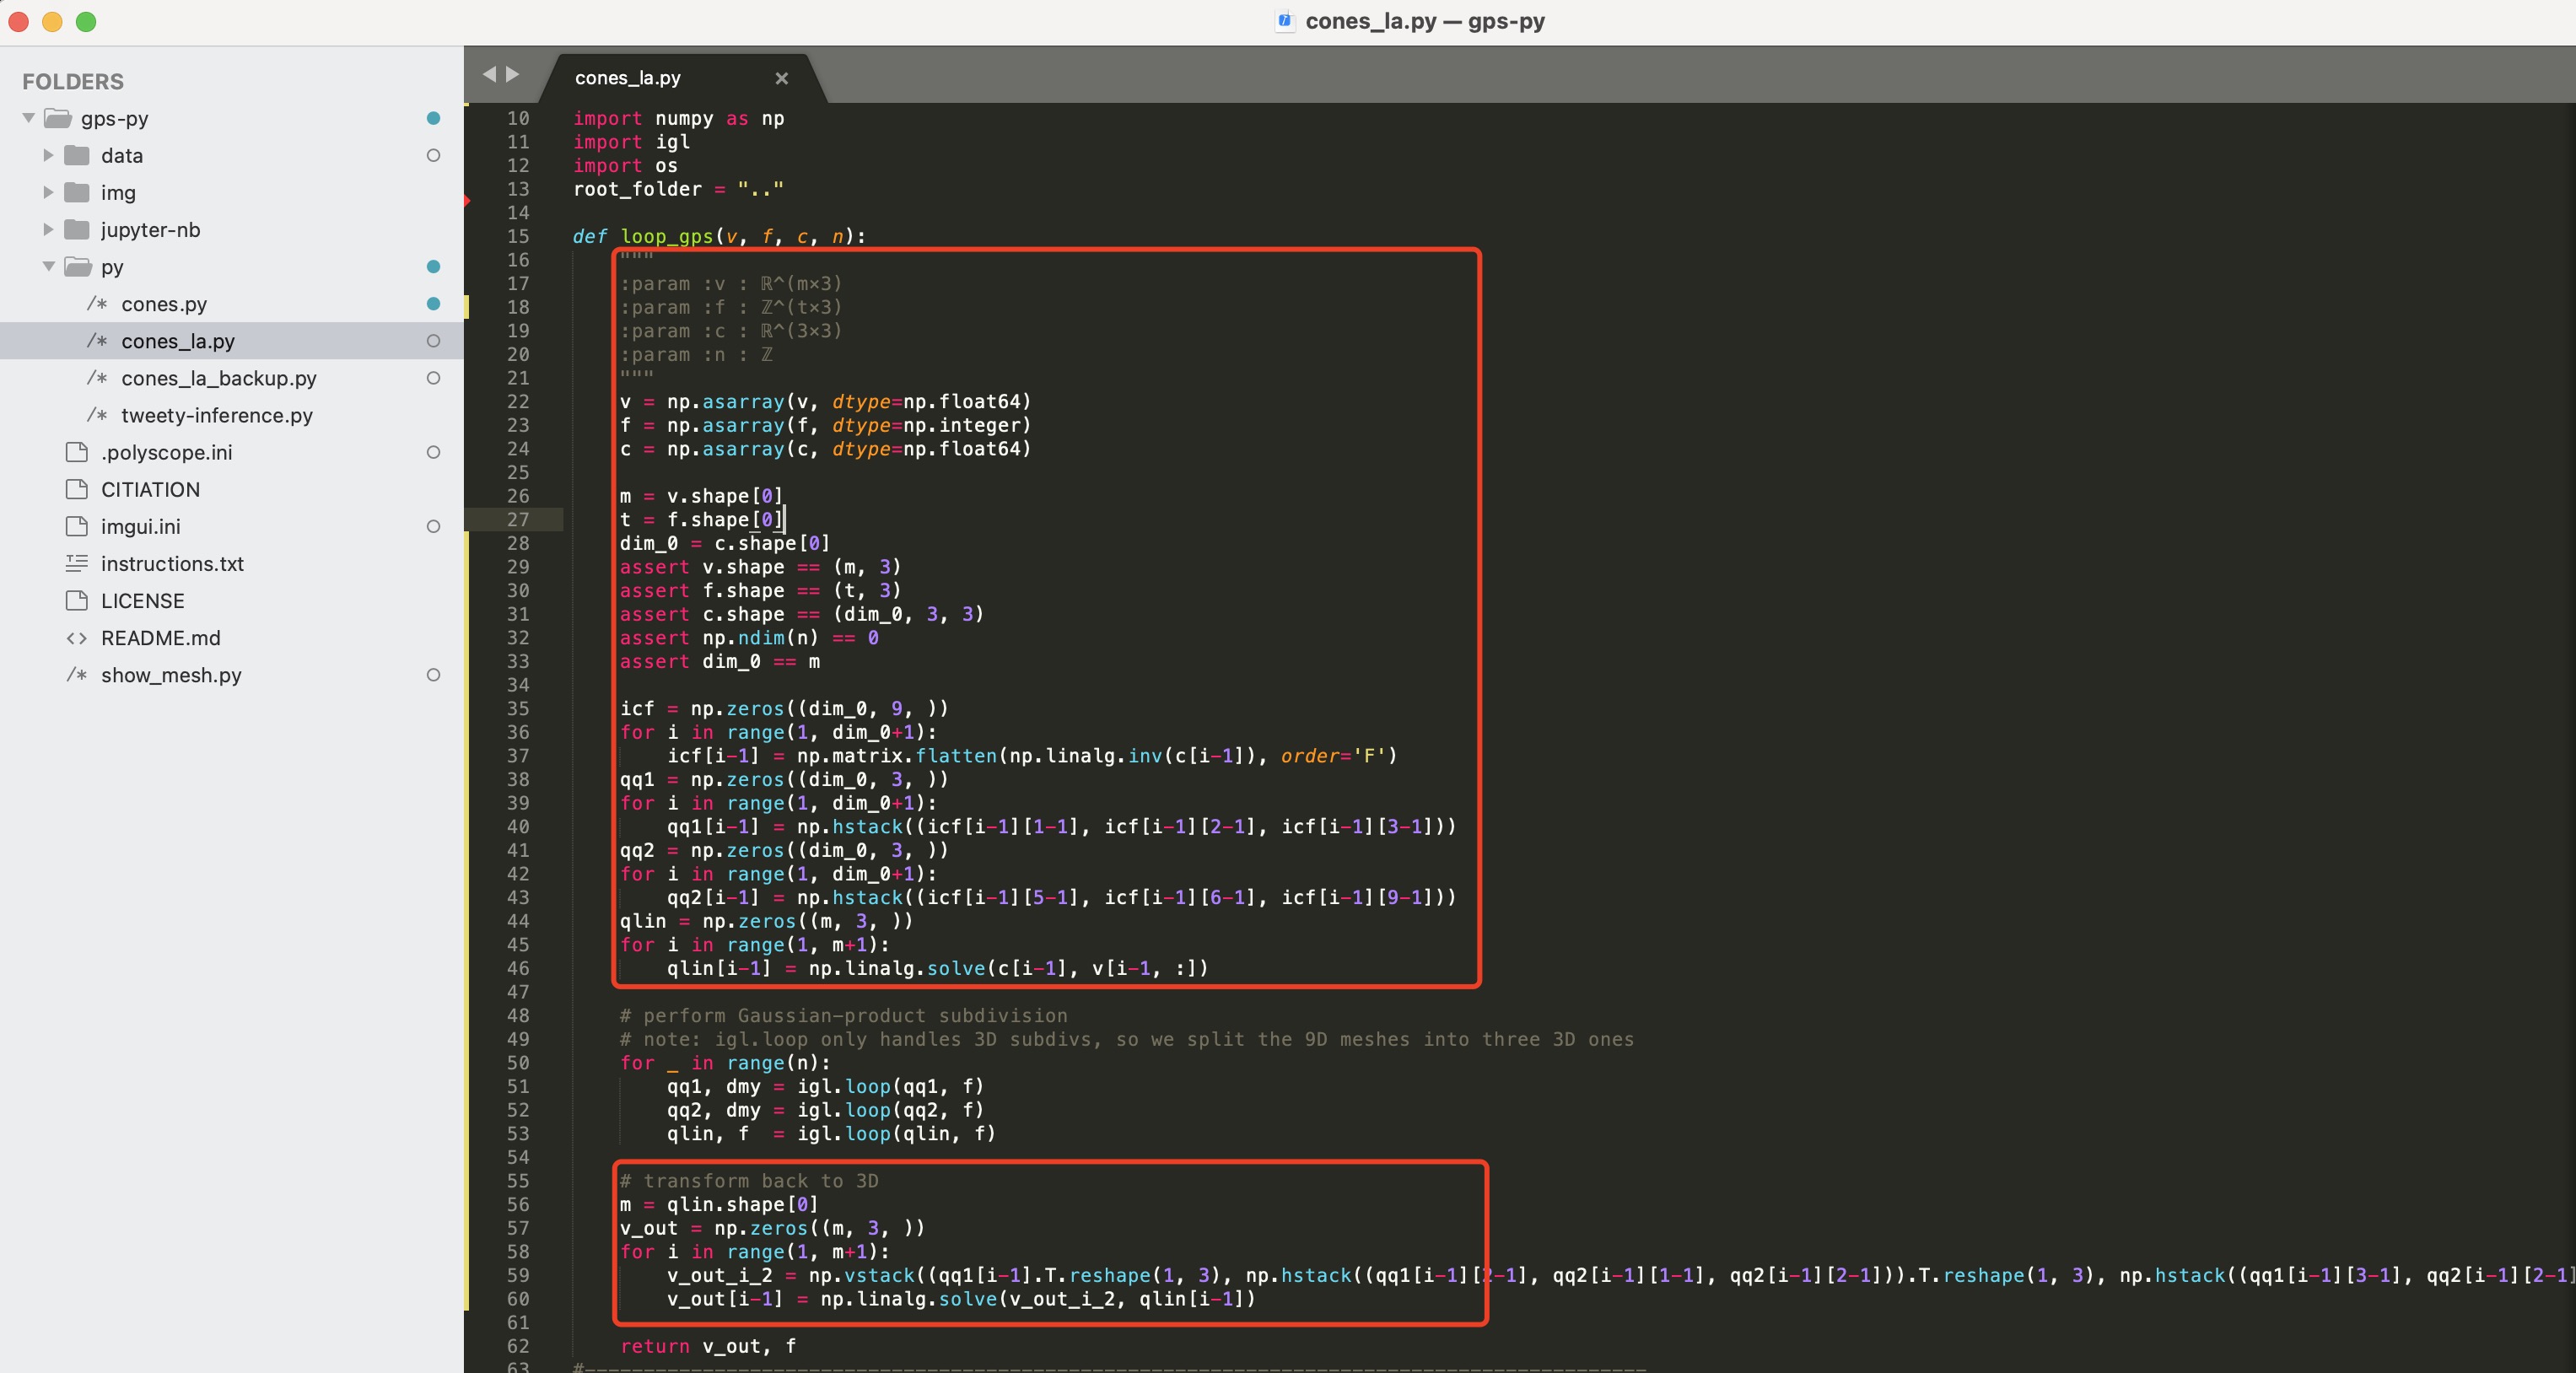 cones_la.py — gps-py
FOLDERS
gps-py
data
img
jupyter-nb
py
/* cones.py
/* cones_la.py
/* cones_la_backup.py
/* tweety-inference.py
.polyscope.ini
CITIATION
imgui.ini
instructions.txt
LICENSE
<> README.md
/* show_mesh.py
cones_la.py ×
10 import numpy as np
11 import igl
12 import os
13 root_folder = ".."
14
15 def loop_gps(v, f, c, n):
16     """
17     :param :v : ℝ^(m×3)
18     :param :f : ℤ^(t×3)
19     :param :c : ℝ^(3×3)
20     :param :n : ℤ
21     """
22     v = np.asarray(v, dtype=np.float64)
23     f = np.asarray(f, dtype=np.integer)
24     c = np.asarray(c, dtype=np.float64)
25
26     m = v.shape[0]
27     t = f.shape[0]
28     dim_0 = c.shape[0]
29     assert v.shape == (m, 3)
30     assert f.shape == (t, 3)
31     assert c.shape == (dim_0, 3, 3)
32     assert np.ndim(n) == 0
33     assert dim_0 == m
34
35     icf = np.zeros((dim_0, 9, ))
36     for i in range(1, dim_0+1):
37         icf[i-1] = np.matrix.flatten(np.linalg.inv(c[i-1]), order='F')
38     qq1 = np.zeros((dim_0, 3, ))
39     for i in range(1, dim_0+1):
40         qq1[i-1] = np.hstack((icf[i-1][1-1], icf[i-1][2-1], icf[i-1][3-1]))
41     qq2 = np.zeros((dim_0, 3, ))
42     for i in range(1, dim_0+1):
43         qq2[i-1] = np.hstack((icf[i-1][5-1], icf[i-1][6-1], icf[i-1][9-1]))
44     qlin = np.zeros((m, 3, ))
45     for i in range(1, m+1):
46         qlin[i-1] = np.linalg.solve(c[i-1], v[i-1, :])
47
48     # perform Gaussian-product subdivision
49     # note: igl.loop only handles 3D subdivs, so we split the 9D meshes into three 3D ones
50     for _ in range(n):
51         qq1, dmy = igl.loop(qq1, f)
52         qq2, dmy = igl.loop(qq2, f)
53         qlin, f  = igl.loop(qlin, f)
54
55     # transform back to 3D
56     m = qlin.shape[0]
57     v_out = np.zeros((m, 3, ))
58     for i in range(1, m+1):
59         v_out_i_2 = np.vstack((qq1[i-1].T.reshape(1, 3), np.hstack((qq1[i-1][2-1], qq2[i-1][1-1], qq2[i-1][2-1])).T.reshape(1, 3), np.hstack((qq1[i-1][3-1], qq2[i-1][2-1]
60         v_out[i-1] = np.linalg.solve(v_out_i_2, qlin[i-1])
61
62     return v_out, f
63 #------------------------------------------------------------------------------------------